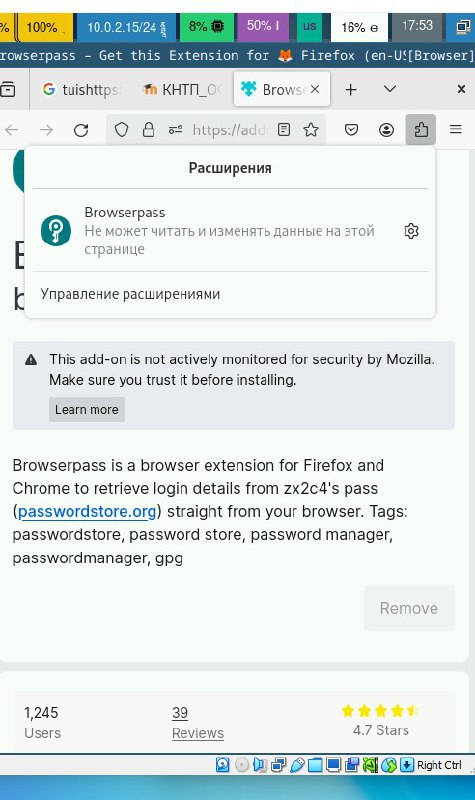 % 100% 10.0.2.15/24 8% 50% us 16% 17:53
rowserpass – Get this Extension for 🦊 Firefox (en-US[Browser]
tuishttps: КНТП_ Browse
https://add
Расширения
Browserpass
Не может читать и изменять данные на этой
странице
Управление расширениями
This add-on is not actively monitored for security by Mozilla.
Make sure you trust it before installing.
Learn more
Browserpass is a browser extension for Firefox and
Chrome to retrieve login details from zx2c4's pass
(passwordstore.org) straight from your browser. Tags:
passwordstore, password store, password manager,
passwordmanager, gpg
Remove
1,245 39
Users Reviews 4.7 Stars
Right Ctrl